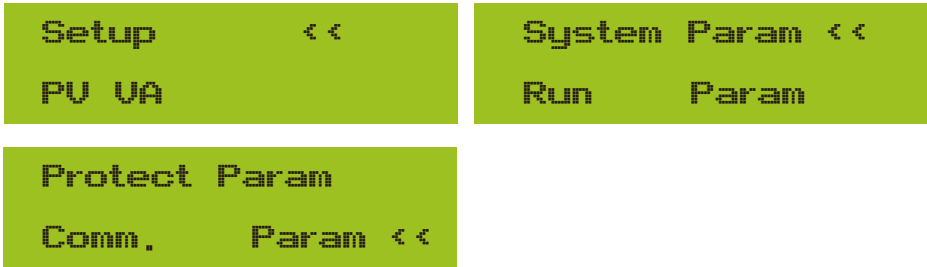 Setup <<
PV VA
System Param <<
Run Param
Protect Param
Comm. Param <<